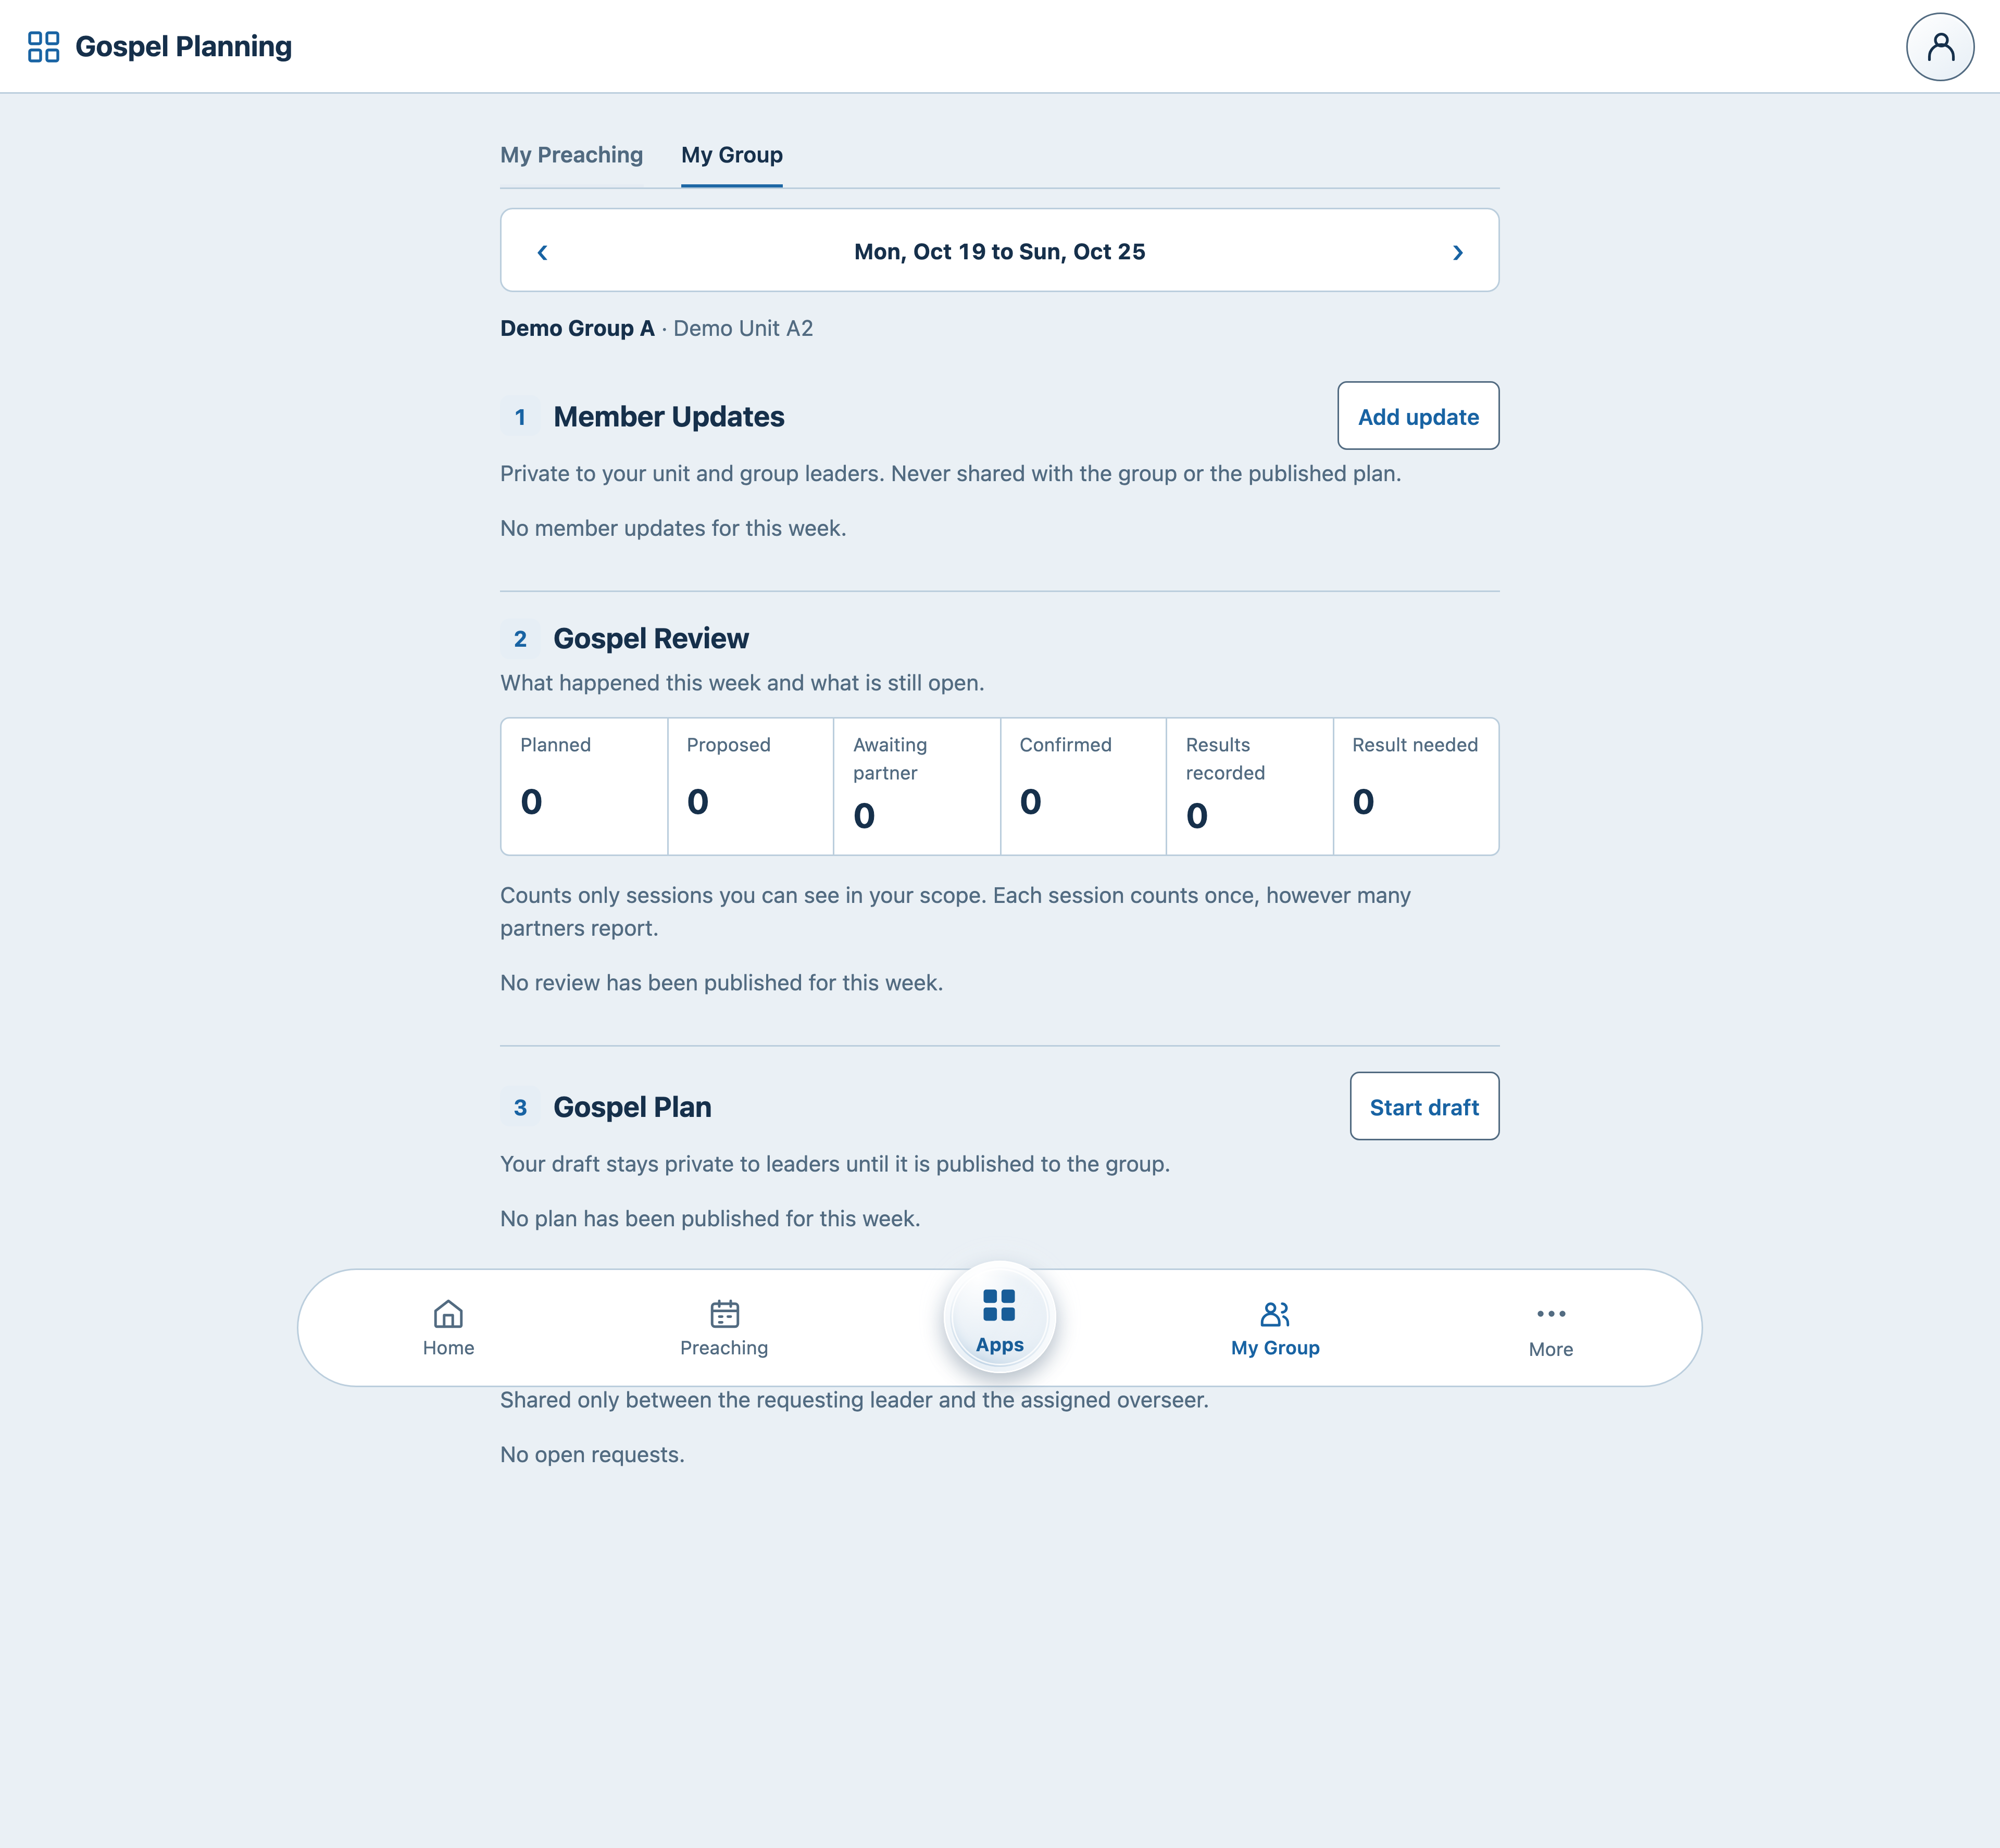 Gospel Planning
My Preaching
My Group
‹
Mon, Oct 19 to Sun, Oct 25
›
Demo Group A · Demo Unit A2
1
Member Updates
Add update
Private to your unit and group leaders. Never shared with the group or the published plan.
No member updates for this week.
2
Gospel Review
What happened this week and what is still open.
Planned
0
Proposed
0
Awaiting
partner
0
Confirmed
0
Results
recorded
0
Result needed
0
Counts only sessions you can see in your scope. Each session counts once, however many
partners report.
No review has been published for this week.
3
Gospel Plan
Start draft
Your draft stays private to leaders until it is published to the group.
No plan has been published for this week.
Home
Preaching
Apps
My Group
More
Shared only between the requesting leader and the assigned overseer.
No open requests.